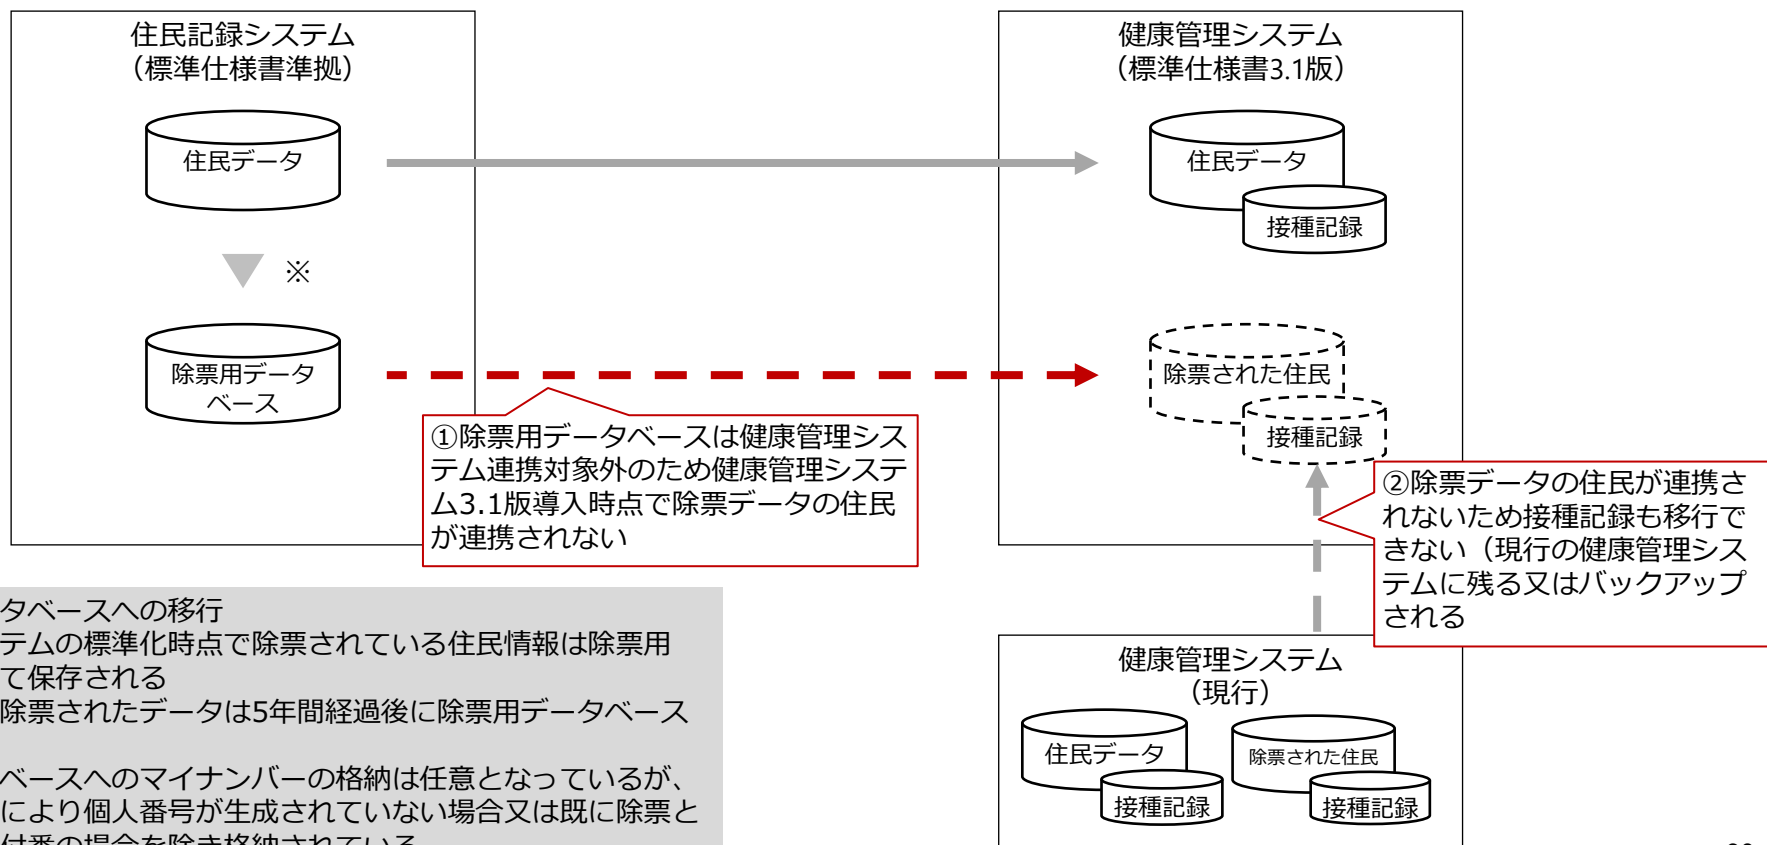 住民記録システム
（標準仕様書準拠）
住民データ
※
除票用データ
ベース
健康管理システム
（標準仕様書3.1版）
住民データ
接種記録
除票された住民
接種記録
①除票用データベースは健康管理シス
テム連携対象外のため健康管理システ
ム3.1版導入時点で除票データの住民
が連携されない
②除票データの住民が連携さ
れないため接種記録も移行で
きない（現行の健康管理シス
テムに残る又はバックアップ
される
タベースへの移行
テムの標準化時点で除票されている住民情報は除票用
て保存される
除票されたデータは5年間経過後に除票用データベース
ベースへのマイナンバーの格納は任意となっているが、
により個人番号が生成されていない場合又は既に除票と
付番の場合を除き格納されている
健康管理システム
（現行）
住民データ
接種記録
除票された住民
接種記録